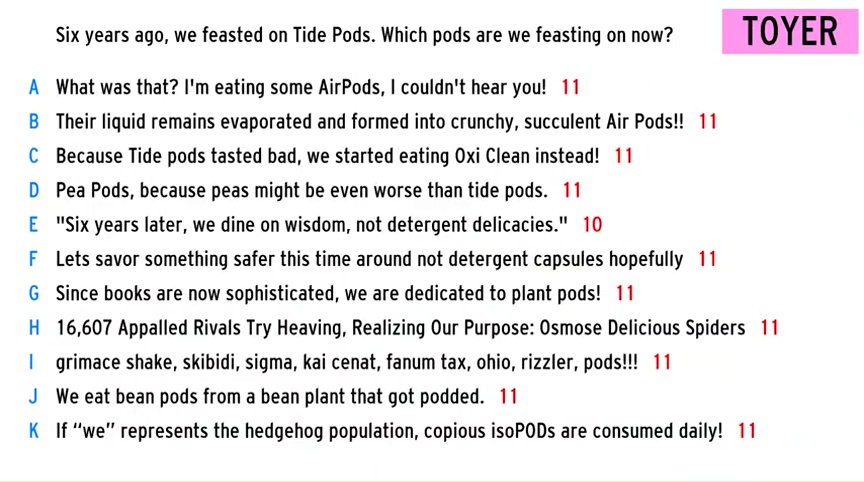 Six years ago, we feasted on Tide Pods. Which pods are we feasting on now?
TOYER
A What was that? I'm eating some AirPods, I couldn't hear you! 11
B Their liquid remains evaporated and formed into crunchy, succulent Air Pods!! 11
C Because Tide pods tasted bad, we started eating Oxi Clean instead! 11
D Pea Pods, because peas might be even worse than tide pods. 11
E "Six years later, we dine on wisdom, not detergent delicacies." 10
F Lets savor something safer this time around not detergent capsules hopefully 11
G Since books are now sophisticated, we are dedicated to plant pods! 11
H 16,607 Appalled Rivals Try Heaving, Realizing Our Purpose: Osmose Delicious Spiders 11
I grimace shake, skibidi, sigma, kai cenat, fanum tax, ohio, rizzler, pods!!! 11
J We eat bean pods from a bean plant that got podded. 11
K If “we” represents the hedgehog population, copious isoPODs are consumed daily! 11